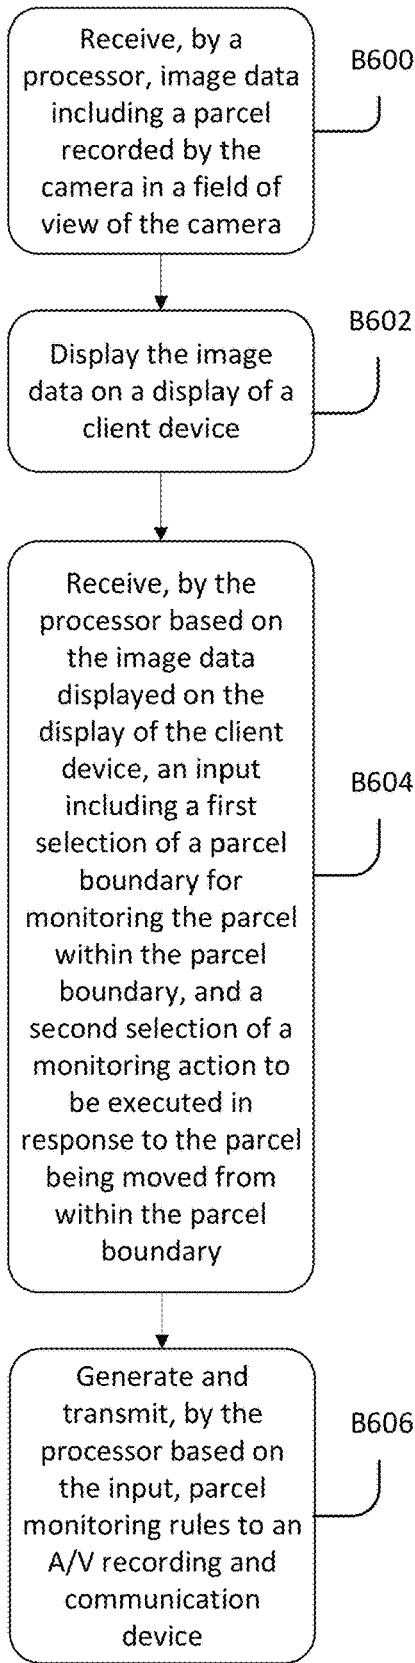 Receive, by a
processor, image data
including a parcel
recorded by the
camera in a field of
view of the camera
B600
Display the image
data on a display of a
client device
B602
Receive, by the
processor based on
the image data
displayed on the
display of the client
device, an input
including a first
selection of a parcel
boundary for
monitoring the parcel
within the parcel
boundary, and a
second selection of a
monitoring action to
be executed in
response to the parcel
being moved from
within the parcel
boundary
B604
Generate and
transmit, by the
processor based on
the input, parcel
monitoring rules to an
A/V recording and
communication
device
B606